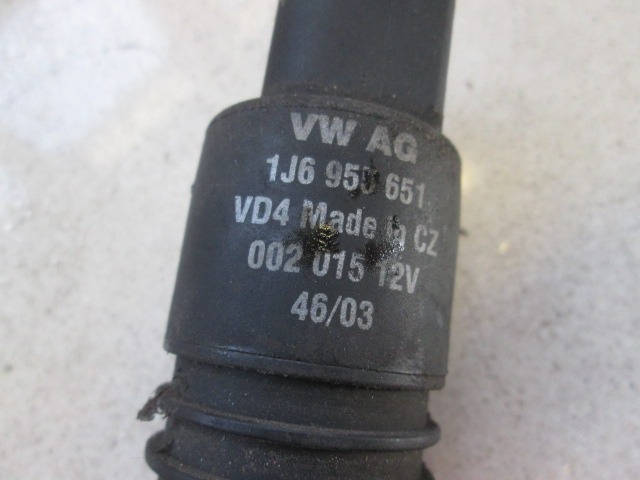 VW AG
1J6 955 651
VD4 Made in CZ
002 015 12V
46/03